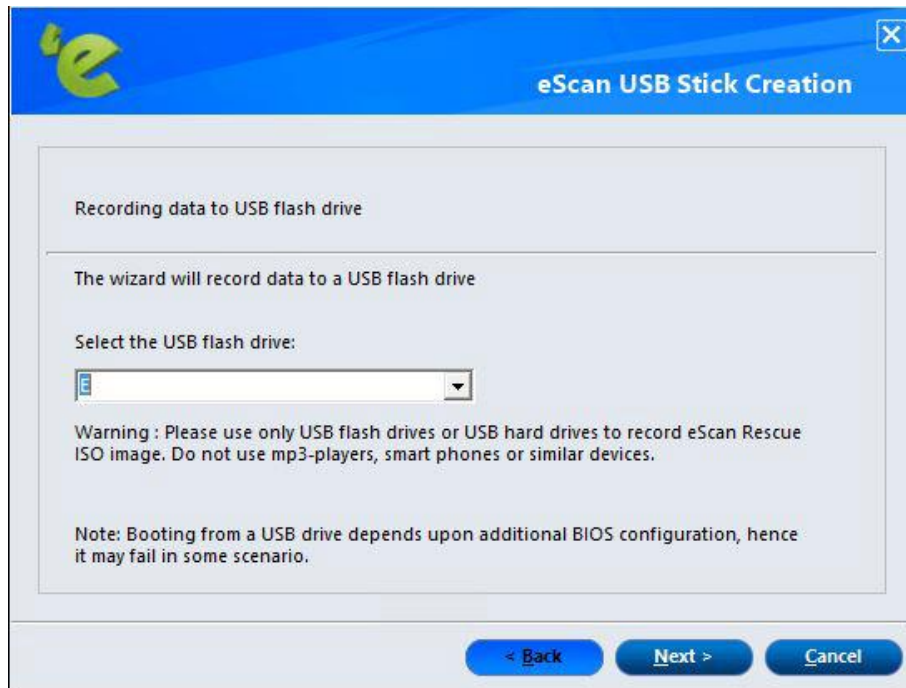 eScan USB Stick Creation
Recording data to USB flash drive
The wizard will record data to a USB flash drive
Select the USB flash drive:
E
Warning : Please use only USB flash drives or USB hard drives to record eScan Rescue
ISO image. Do not use mp3-players, smart phones or similar devices.
Note: Booting from a USB drive depends upon additional BIOS configuration, hence
it may fail in some scenario.
< Back Next > Cancel